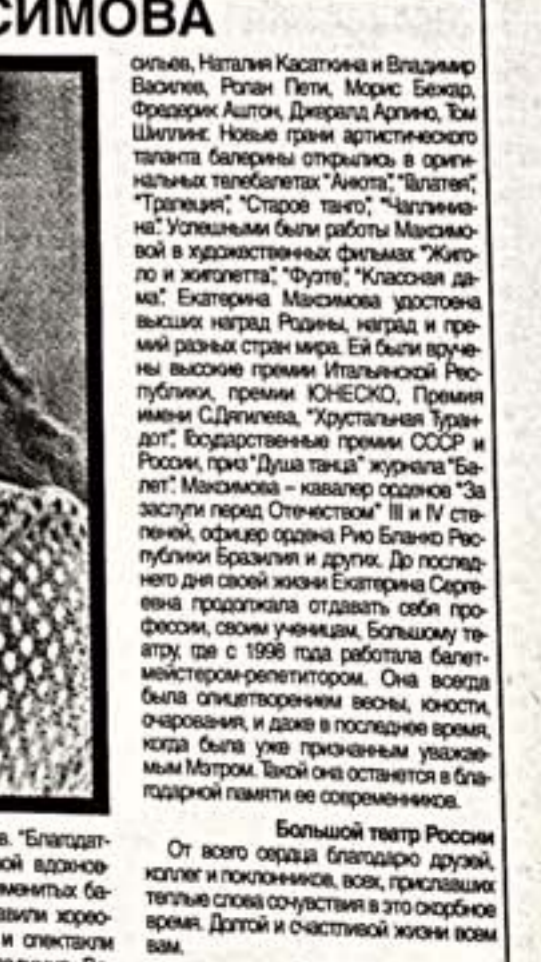 СИМОВА
сильев, Наталия Касаткина и Владимир
Василев, Ролан Пети, Морис Бежар,
Фредерик Аштон, Джералд Арпино, Том
Шиллинг. Новые грани артистического
таланта балерины открылись в ориги-
нальных телебалетах "Анюта", "Галатея",
"Трапеция", "Старое танго", "Чаплиниа-
на". Успешными были работы Максимо-
вой в художественных фильмах "Жиго-
ло и жиголетта", "Фуэте", "Классная да-
ма". Екатерина Максимова удостоена
высших наград Родины, наград и пре-
мий разных стран мира. Ей были вруче-
ны высокие премии Итальянской Рес-
публики, премии ЮНЕСКО, Премия
имени С.Дягилева, "Хрустальная Туран-
дот", Государственные премии СССР и
России, приз "Душа танца" журнала "Ба-
лет". Максимова – кавалер орденов "За
заслуги перед Отечеством" III и IV сте-
пеней, офицер ордена Рио Бланко Рес-
публики Бразилия и других. До послед-
него дня своей жизни Екатерина Серге-
евна продолжала отдавать себя про-
фессии, своим ученицам, Большому те-
атру, где с 1998 года работала балет-
мейстером-репетитором. Она всегда
была олицетворением весны, юности,
очарования, и даже в последнее время,
когда была уже признанным уважае-
мым Мэтром. Такой она останется в бла-
годарной памяти ее современников.
Большой театр России
От всего сердца благодарю друзей,
коллег и поклонников, всех, приславших
теплые слова сочувствия в это скорбное
время. Долгой и счастливой жизни всем
вам.
в. "Благодат-
ной вдохнов-
менитых ба-
авили хорео-
и спектакли